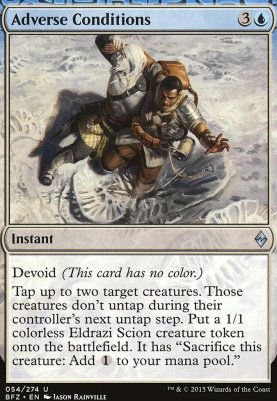 Adverse Conditions 3
Instant
Devoid (This card has no color.)
Tap up to two target creatures. Those
creatures don't untap during their
controller's next untap step. Put a 1/1
colorless Eldrazi Scion creature token
onto the battlefield. It has "Sacrifice this
creature: Add 1 to your mana pool."
054/274 U
BFZ • EN Jason Rainville
™ & © 2015 Wizards of the Coast